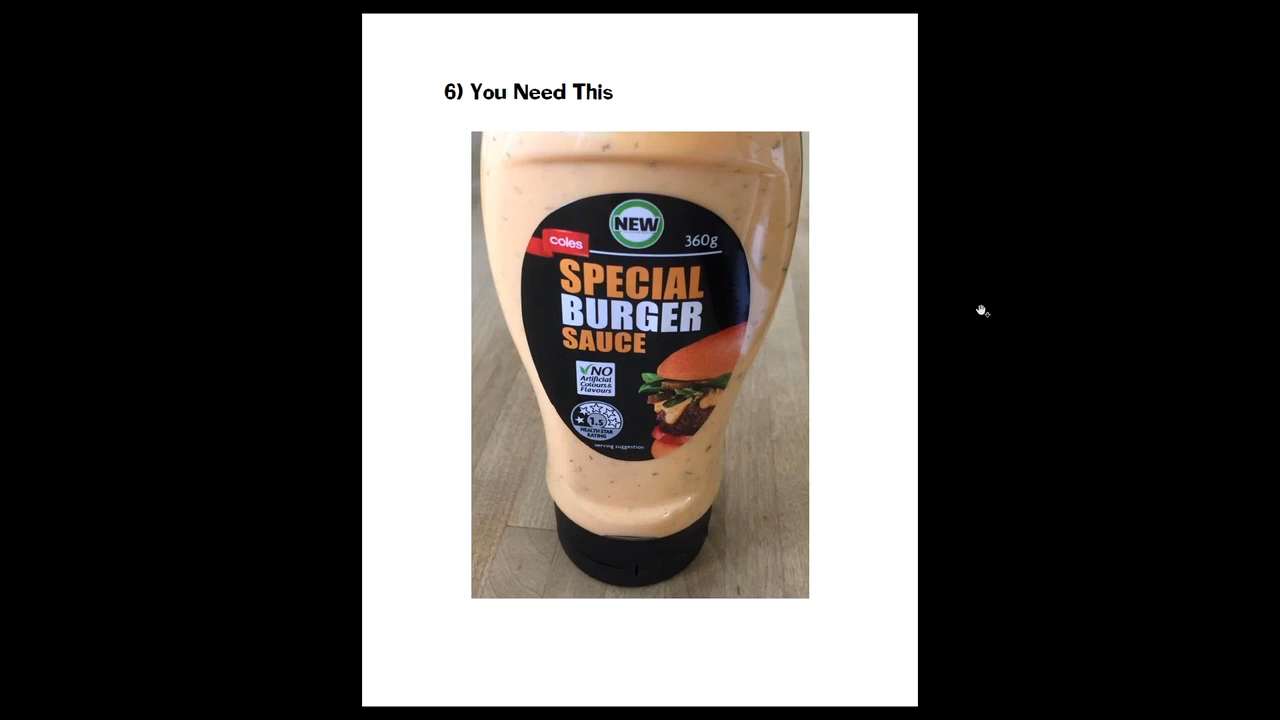 6) You Need This
NEW
coles
360g
SPECIAL
BURGER
SAUCE
NO
Artificial
Colours &
Flavours
1.5
HEALTH STAR
RATING
serving suggestion